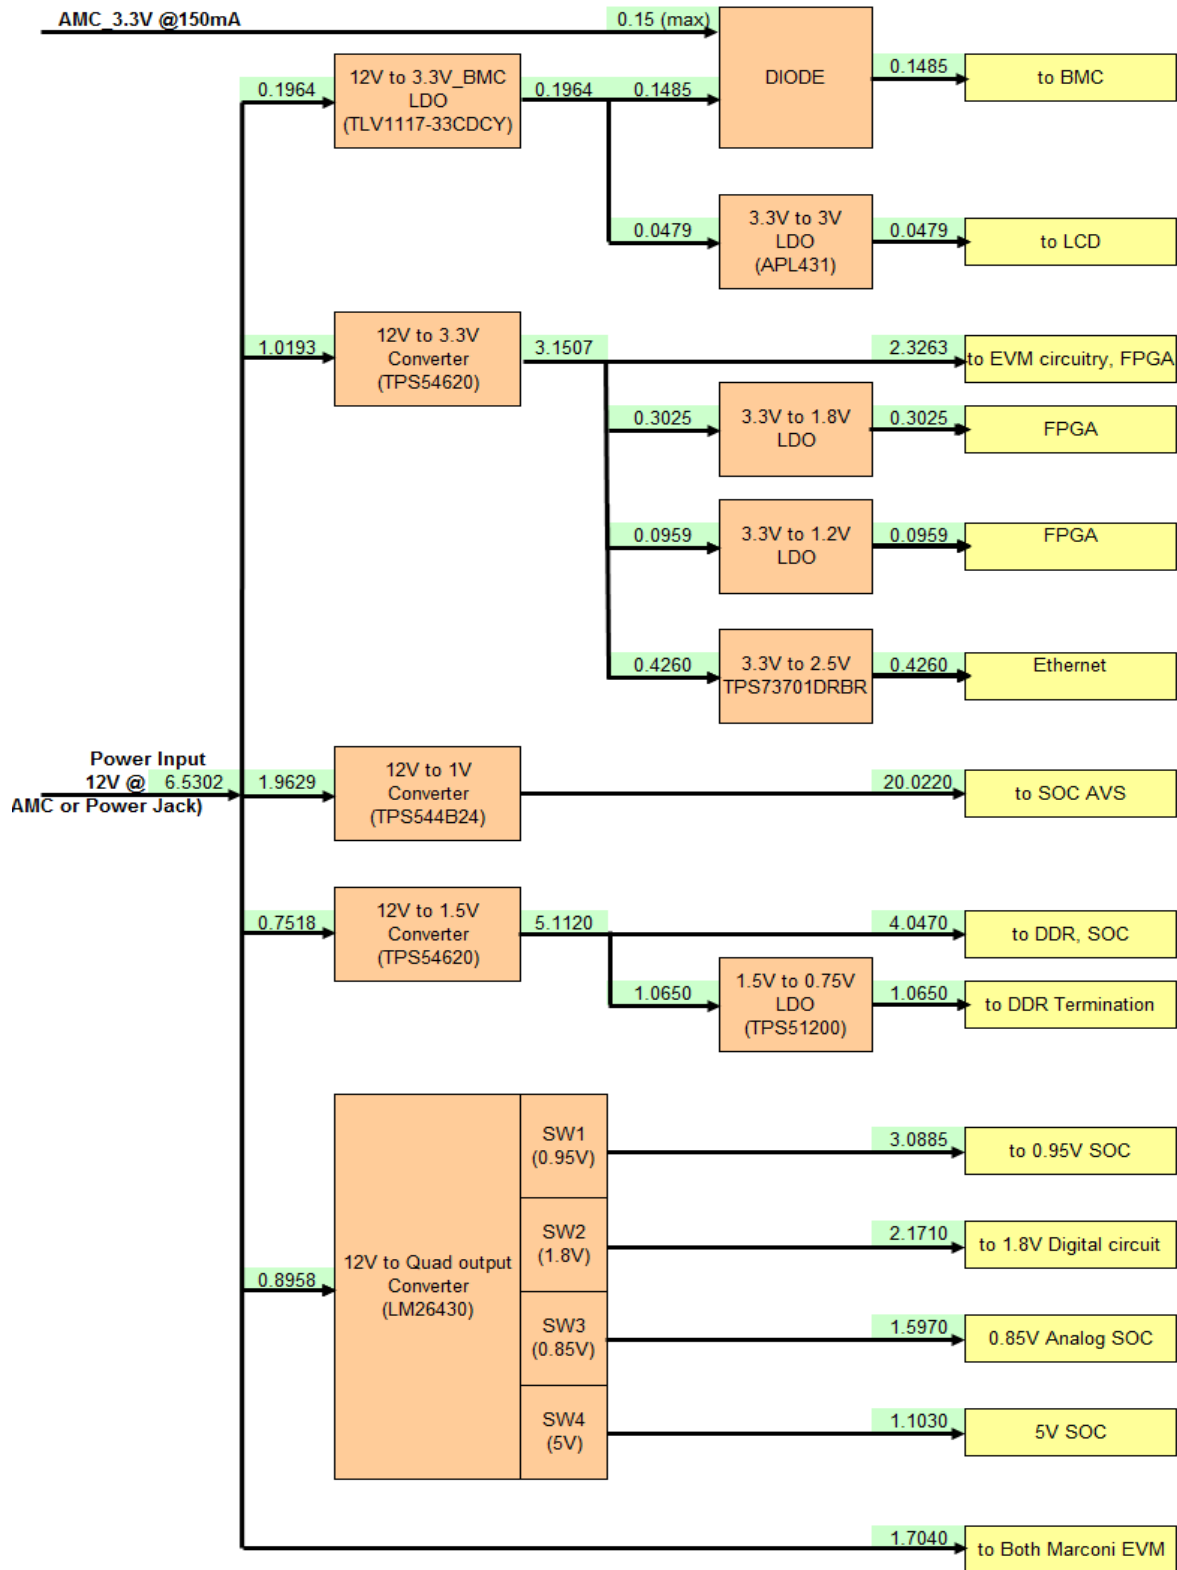 AMC_3.3V @150mA
0.15 (max)
DIODE
0.1485
to BMC
0.1964
12V to 3.3V_BMC
LDO
(TLV1117-33CDCY)
0.1964
0.1485
0.0479
3.3V to 3V
LDO
(APL431)
0.0479
to LCD
1.0193
12V to 3.3V
Converter
(TPS54620)
3.1507
2.3263
to EVM circuitry, FPGA
0.3025
3.3V to 1.8V
LDO
0.3025
FPGA
0.0959
3.3V to 1.2V
LDO
0.0959
FPGA
0.4260
3.3V to 2.5V
TPS73701DRBR
0.4260
Ethernet
Power Input
12V @
AMC or Power Jack)
6.5302
1.9629
12V to 1V
Converter
(TPS544B24)
20.0220
to SOC AVS
0.7518
12V to 1.5V
Converter
(TPS54620)
5.1120
4.0470
to DDR, SOC
1.0650
1.5V to 0.75V
LDO
(TPS51200)
1.0650
to DDR Termination
0.8958
12V to Quad output
Converter
(LM26430)
SW1
(0.95V)
3.0885
to 0.95V SOC
SW2
(1.8V)
2.1710
to 1.8V Digital circuit
SW3
(0.85V)
1.5970
0.85V Analog SOC
SW4
(5V)
1.1030
5V SOC
1.7040
to Both Marconi EVM